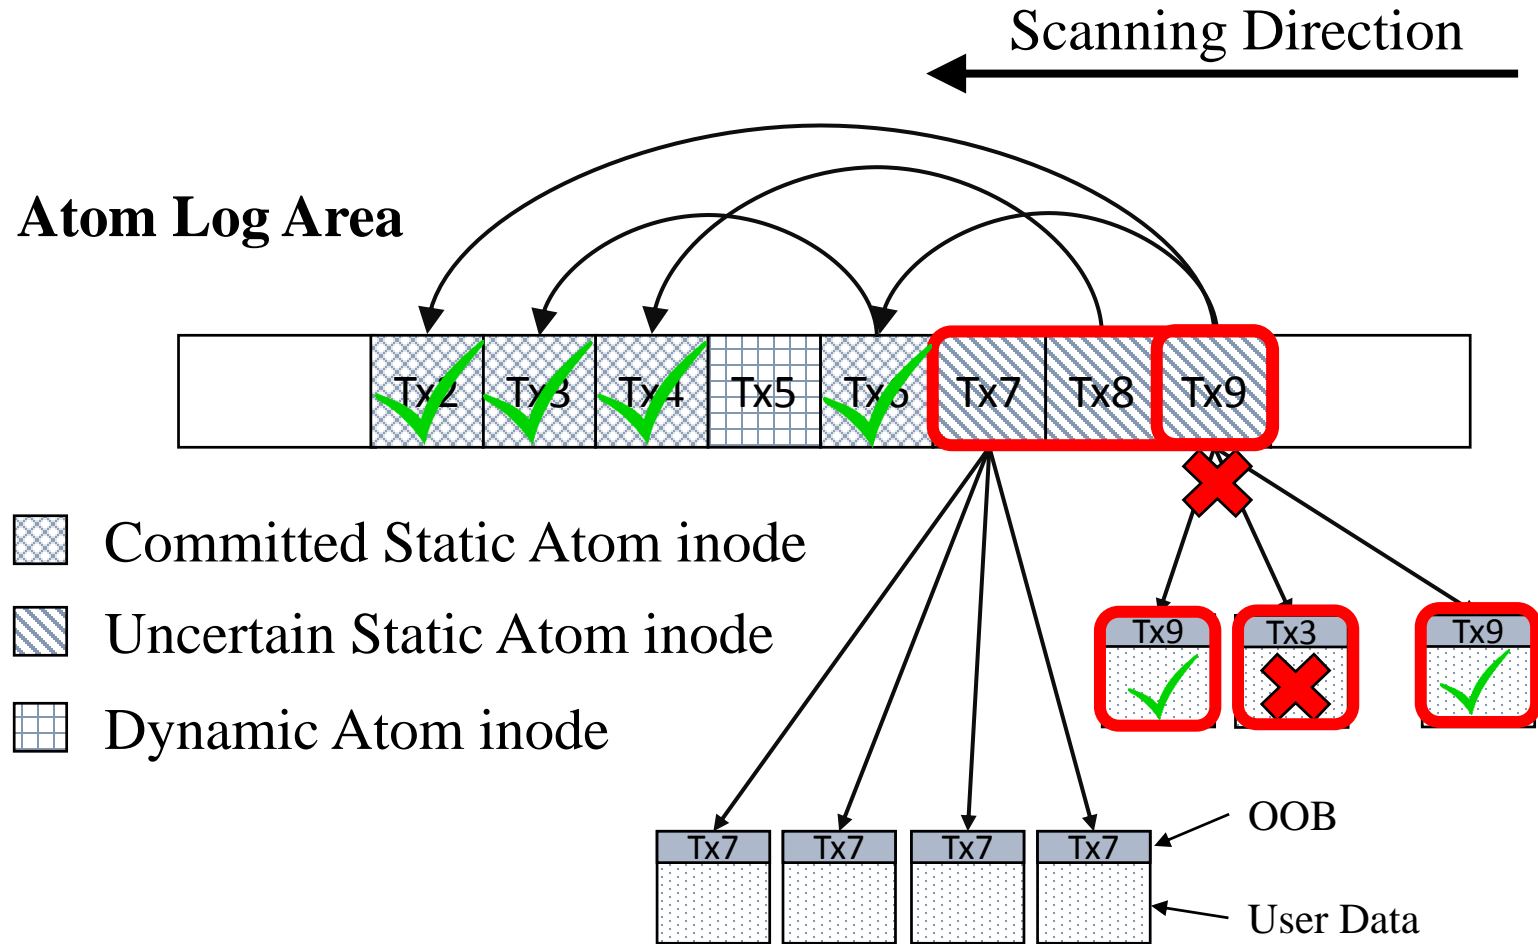 Scanning Direction
Atom Log Area
Tx2 Tx3 Tx4 Tx5 Tx6 Tx7 Tx8 Tx9
Committed Static Atom inode
Uncertain Static Atom inode
Dynamic Atom inode
Tx9 Tx3 Tx9
Tx7 Tx7 Tx7 Tx7
OOB
User Data